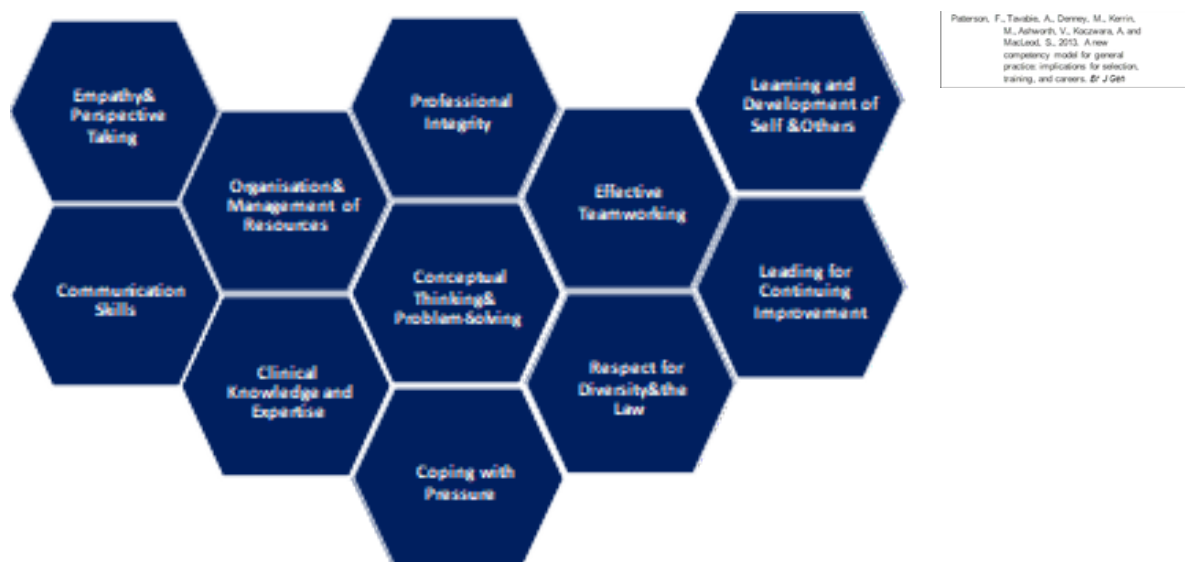 Empathy&
Perspective
Taking
Professional
Integrity
Learning and
Development of
Self &Others
Organisation&
Management of
Resources
Effective
Teamworking
Communication
Skills
Conceptual
Thinking&
Problem-Solving
Leading for
Continuing
Improvement
Clinical
Knowledge and
Expertise
Respect for
Diversity&the
Law
Coping with
Pressure
Paterson, F., Tavabie, A., Denney, M., Kerrin,
M., Ashworth, V., Koczwara, A. and
MacLeod, S., 2013. A new
competency model for general
practice: implications for selection,
training, and careers. Br J Gen